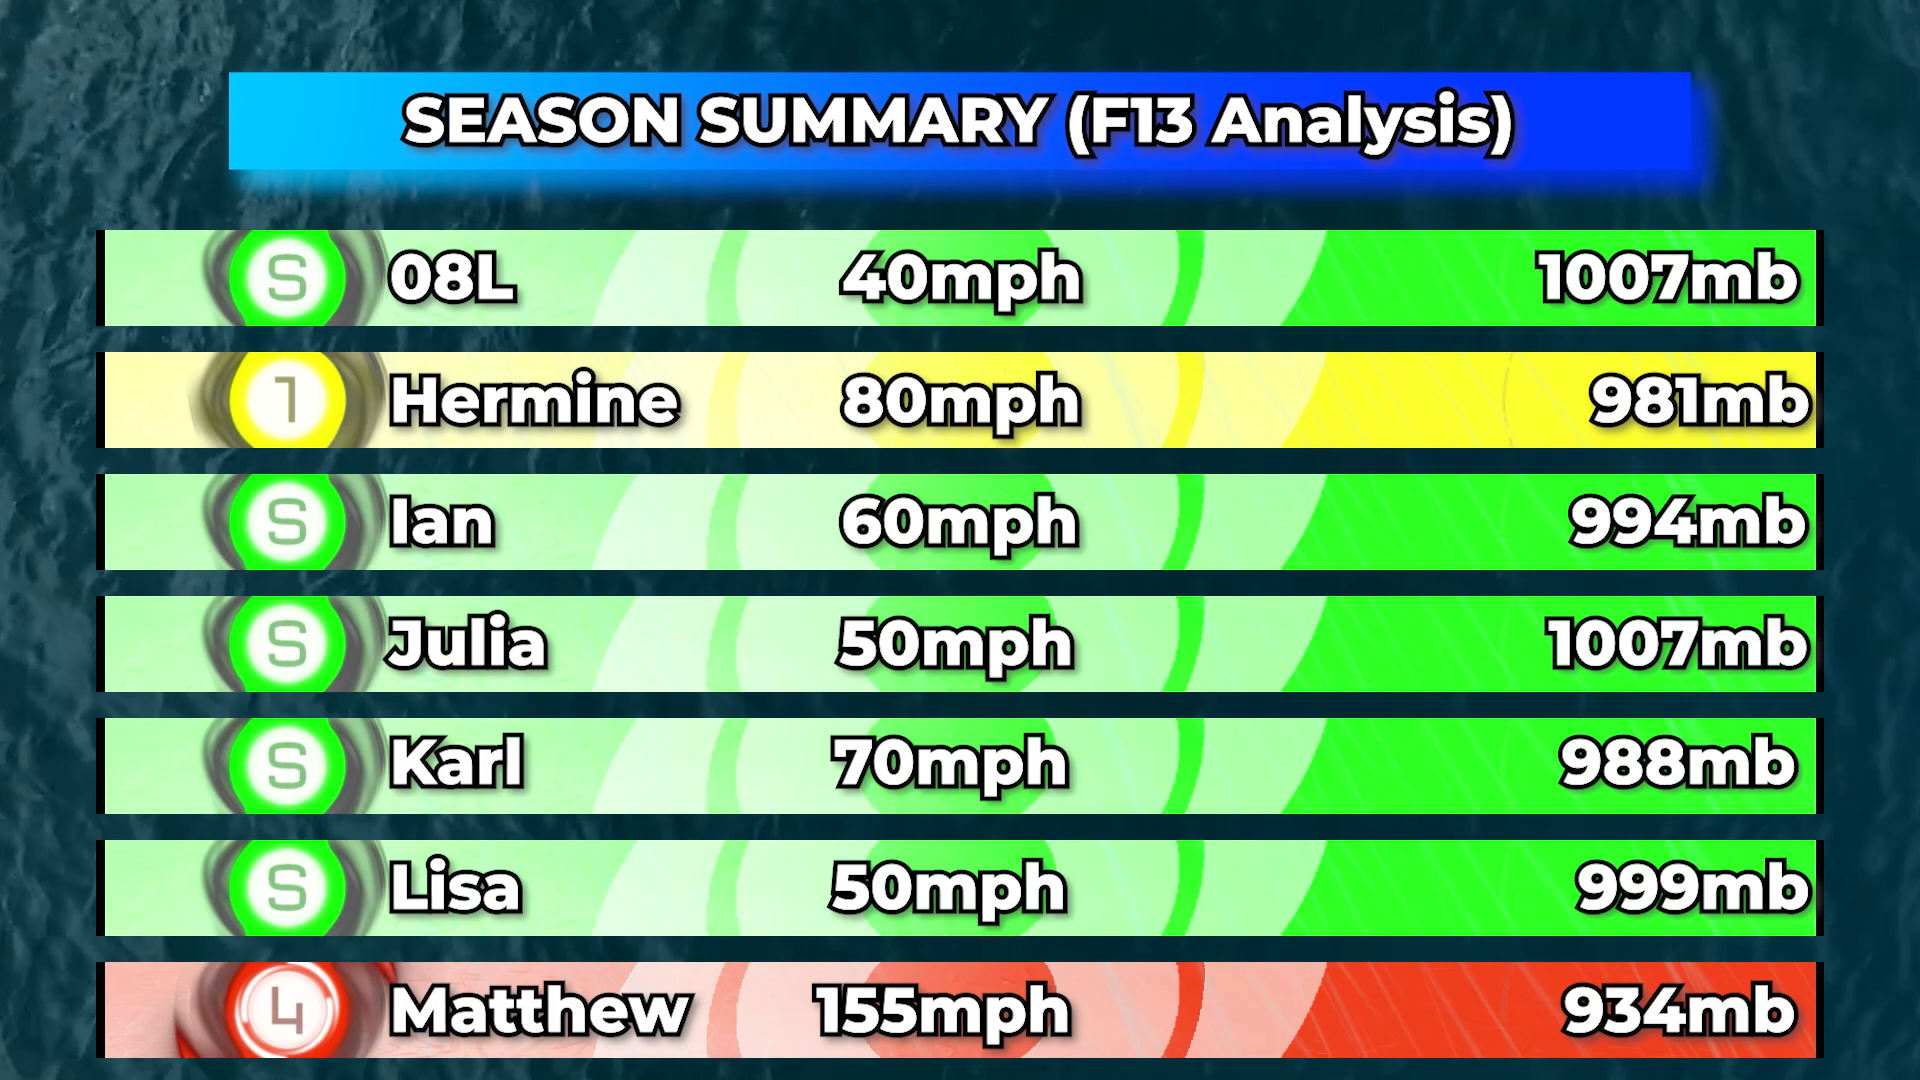 SEASON SUMMARY (F13 Analysis)
S 08L 40mph 1007mb
1 Hermine 80mph 981mb
S Ian 60mph 994mb
S Julia 50mph 1007mb
S Karl 70mph 988mb
S Lisa 50mph 999mb
4 Matthew 155mph 934mb